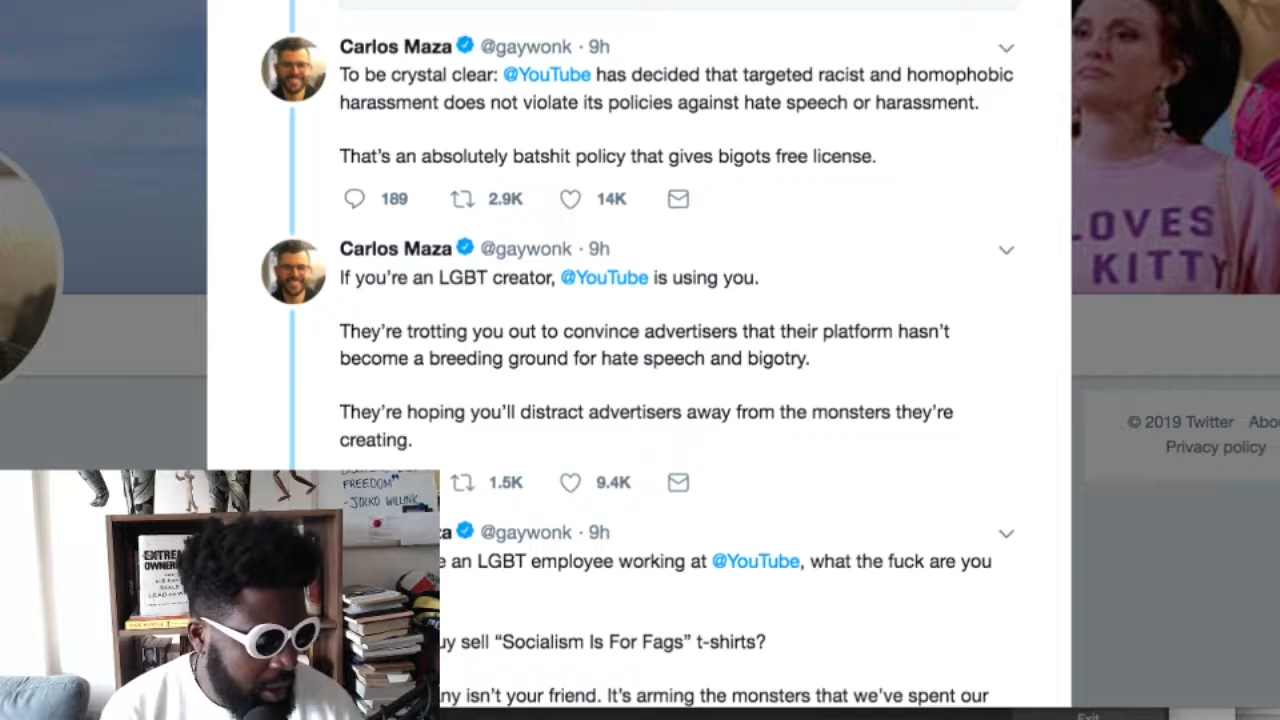 Carlos Maza @gaywonk · 9h
To be crystal clear: @YouTube has decided that targeted racist and homophobic
harassment does not violate its policies against hate speech or harassment.
That's an absolutely batshit policy that gives bigots free license.
189 2.9K 14K
LOVES
KITTY
Carlos Maza @gaywonk · 9h
If you're an LGBT creator, @YouTube is using you.
They're trotting you out to convince advertisers that their platform hasn't
become a breeding ground for hate speech and bigotry.
They're hoping you'll distract advertisers away from the monsters they're
creating.
© 2019 Twitter
Privacy policy
1.5K 9.4K
FREEDOM"
- JOCKO WILLINK
za @gaywonk · 9h
e an LGBT employee working at @YouTube, what the fuck are you
uy sell “Socialism Is For Fags” t-shirts?
ny isn't your friend. It's arming the monsters that we've spent our